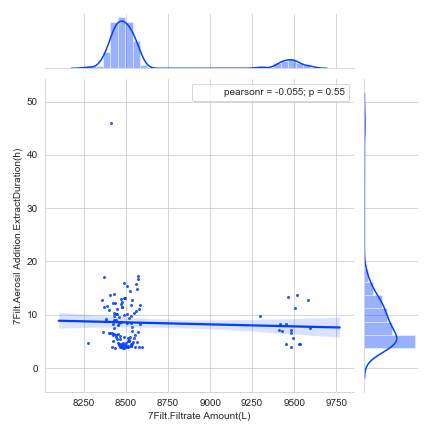 pearsonr = -0.055; p = 0.55
50
40
30
20
10
0
7Filt.Aerosil Addition.ExtractDuration(h)
8250 8500 8750 9000 9250 9500 9750
7Filt.Filtrate Amount(L)